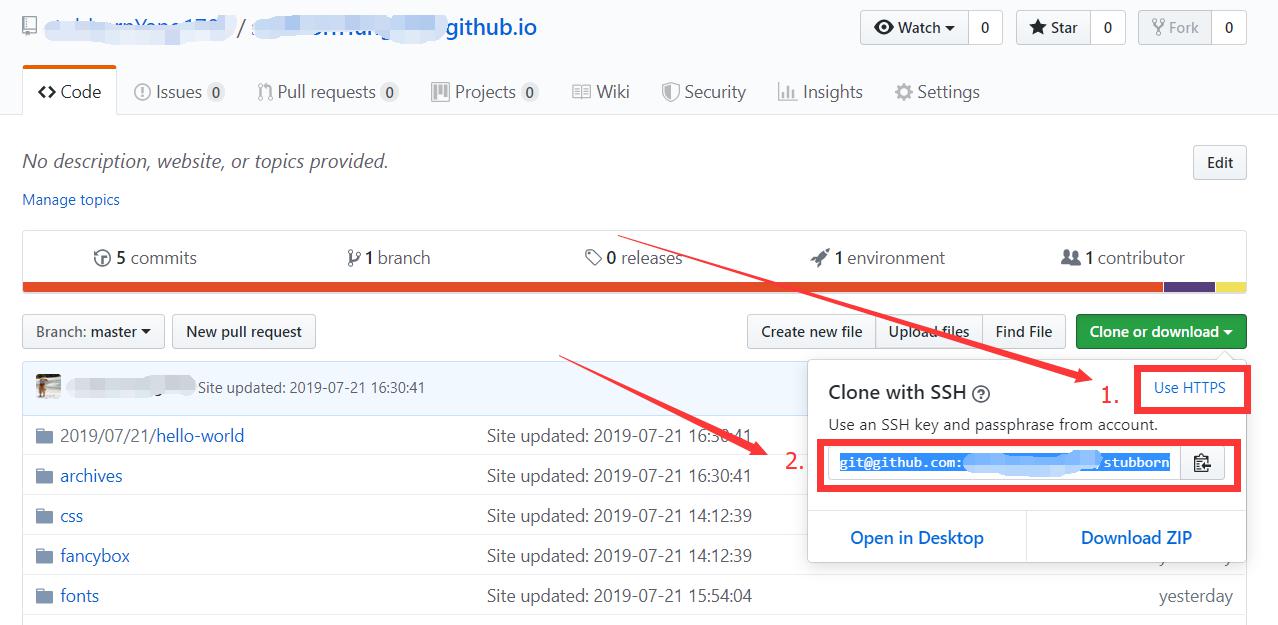 / github.io
Watch 0 Star 0 Fork 0
Code Issues 0 Pull requests 0 Projects 0 Wiki Security Insights Settings
No description, website, or topics provided.
Edit
Manage topics
5 commits 1 branch 0 releases 1 environment 1 contributor
Branch: master New pull request Create new file Upload files Find File Clone or download
Site updated: 2019-07-21 16:30:41
Clone with SSH ?
1. Use HTTPS
Use an SSH key and passphrase from account.
2019/07/21/hello-world Site updated: 2019-07-21 16:30:41
2. git@github.com: /stubborn
archives Site updated: 2019-07-21 16:30:41
css Site updated: 2019-07-21 14:12:39
Open in Desktop Download ZIP
fancybox Site updated: 2019-07-21 14:12:39
fonts Site updated: 2019-07-21 15:54:04 yesterday